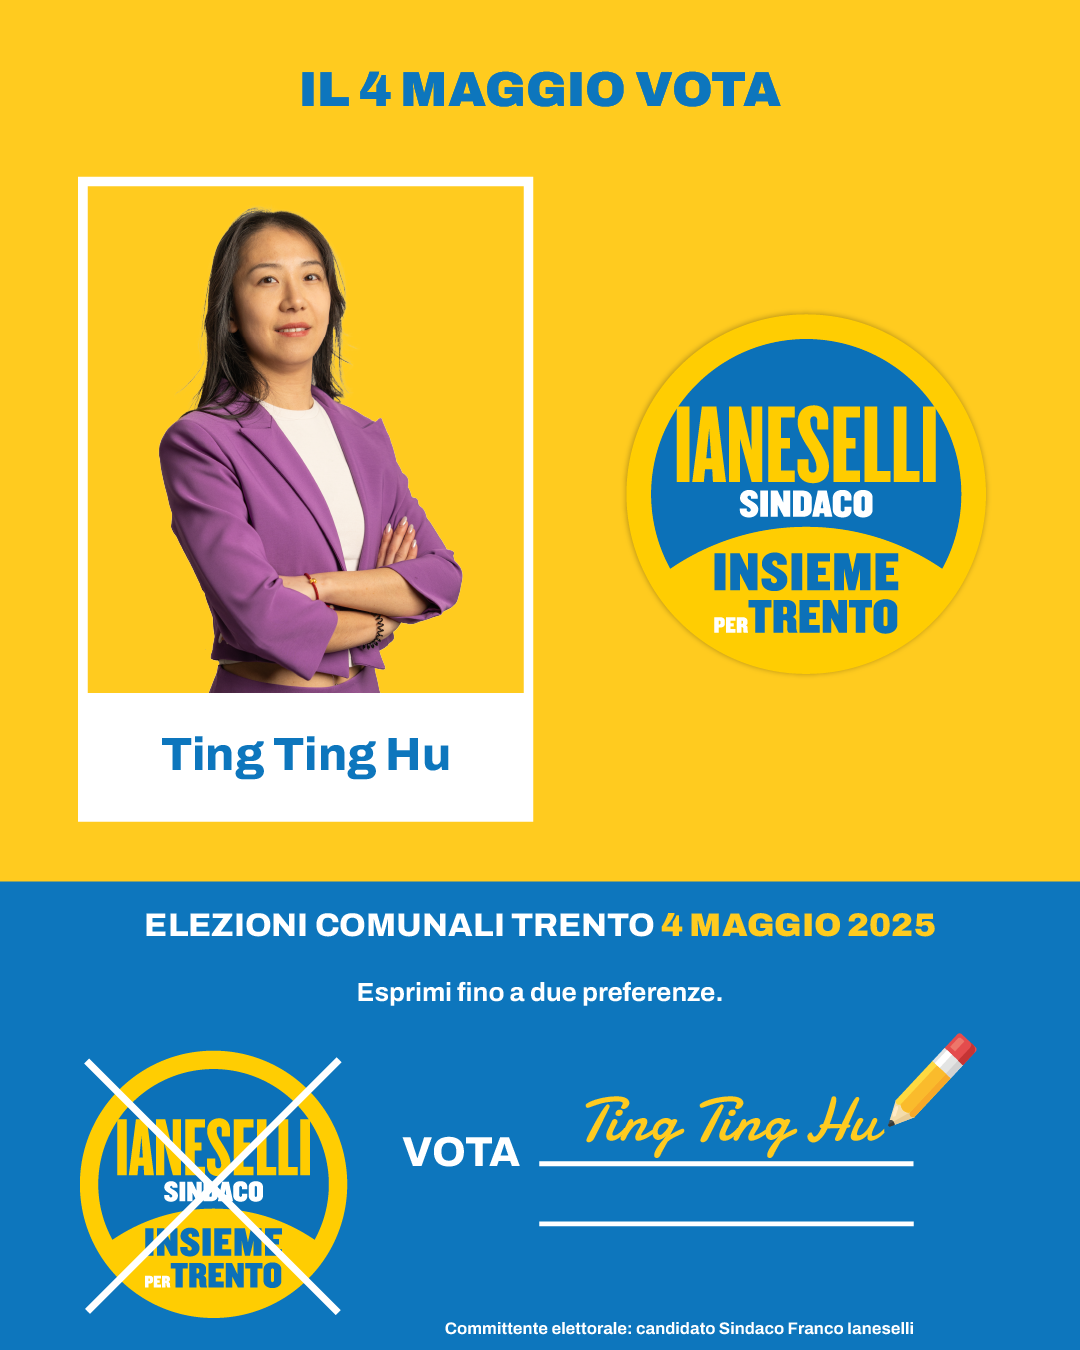 IL 4 MAGGIO VOTA
IANESELLI
SINDACO
INSIEME
PER TRENTO
Ting Ting Hu
ELEZIONI COMUNALI TRENTO 4 MAGGIO 2025
Esprimi fino a due preferenze.
IANESELLI
SINDACO
INSIEME
PER TRENTO
VOTA
Ting Ting Hu
Committente elettorale: candidato Sindaco Franco Ianeselli